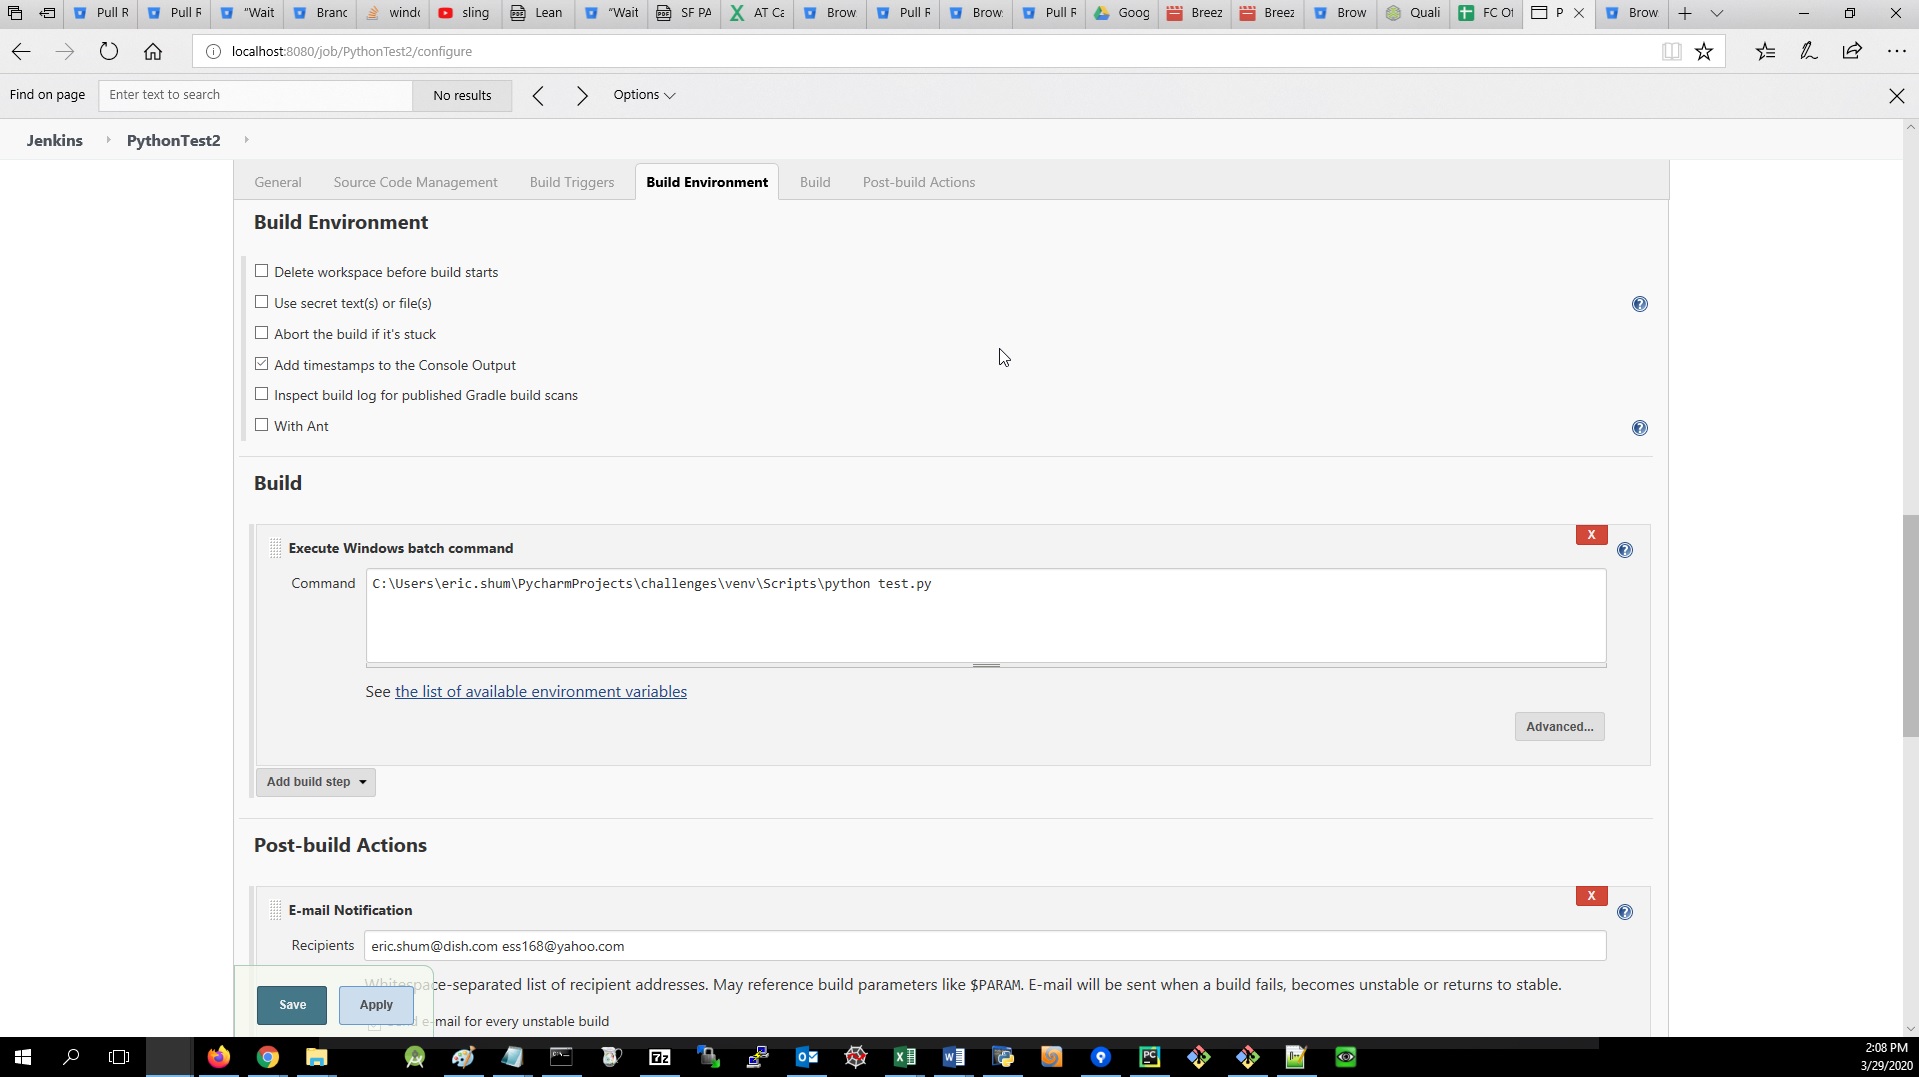 Pull R
Pull R
"Wait
Branc
windo
sling
Lean
"Wait
SF PA
AT Ca
Brow
Pull R
Brow
Pull R
Goog
Breez
Breez
Brow
Quali
FC Of
P
Brow
localhost:8080/job/PythonTest2/configure
Find on page
Enter text to search
No results
Options
Jenkins
PythonTest2
General
Source Code Management
Build Triggers
Build Environment
Build
Post-build Actions
Build Environment
Delete workspace before build starts
Use secret text(s) or file(s)
Abort the build if it's stuck
Add timestamps to the Console Output
Inspect build log for published Gradle build scans
With Ant
Build
X
Execute Windows batch command
Command
C:\Users\eric.shum\PycharmProjects\challenges\venv\Scripts\python test.py
See the list of available environment variables
Advanced...
Add build step
Post-build Actions
X
E-mail Notification
Recipients
eric.shum@dish.com ess168@yahoo.com
Whitespace-separated list of recipient addresses. May reference build parameters like $PARAM. E-mail will be sent when a build fails, becomes unstable or returns to stable.
Save
Apply
Send e-mail for every unstable build
2:08 PM
3/29/2020